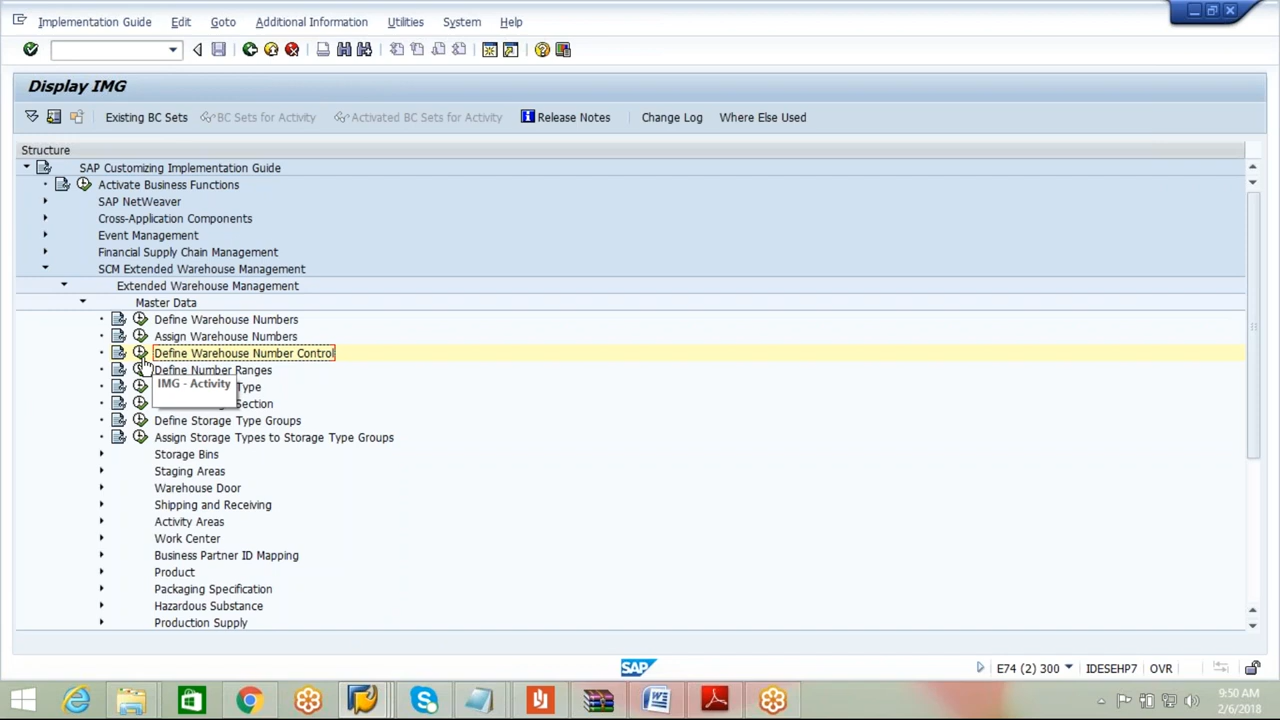 Implementation Guide Edit Goto Additional Information Utilities System Help
Display IMG
Existing BC Sets BC Sets for Activity Activated BC Sets for Activity Release Notes Change Log Where Else Used
Structure
SAP Customizing Implementation Guide
Activate Business Functions
SAP NetWeaver
Cross-Application Components
Event Management
Financial Supply Chain Management
SCM Extended Warehouse Management
Extended Warehouse Management
Master Data
Define Warehouse Numbers
Assign Warehouse Numbers
Define Warehouse Number Control
Define Number Ranges
IMG - Activity
Type
Section
Define Storage Type Groups
Assign Storage Types to Storage Type Groups
Storage Bins
Staging Areas
Warehouse Door
Shipping and Receiving
Activity Areas
Work Center
Business Partner ID Mapping
Product
Packaging Specification
Hazardous Substance
Production Supply
SAP E74 (2) 300 IDESEHP7 OVR
9:50 AM
2/6/2018